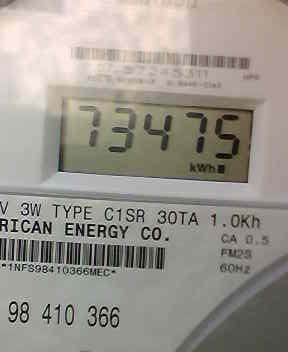 73475
kWh
V 3W TYPE C1SR 30TA 1.0Kh
RICAN ENERGY CO.
CA 0.5
FM2S
60Hz
*1NFS98410366MEC*
98 410 366